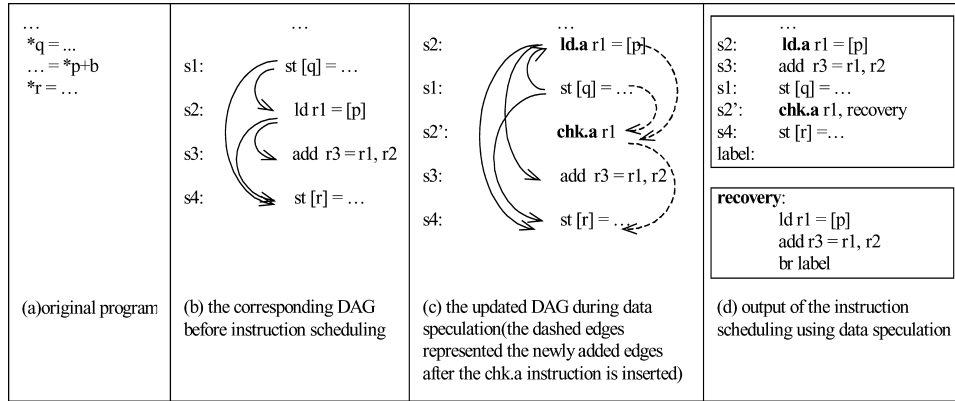 …
*q = ...
… = *p+b
*r = …
(a)original program
…
s1: st [q] = …
s2: ld r1 = [p]
s3: add r3 = r1, r2
s4: st [r] = …
(b) the corresponding DAG
before instruction scheduling
…
s2: ld.a r1 = [p]
s1: st [q] = …
s2’: chk.a r1
s3: add r3 = r1, r2
s4: st [r] = …
(c) the updated DAG during data
speculation(the dashed edges
represented the newly added edges
after the chk.a instruction is inserted)
…
s2: ld.a r1 = [p]
s3: add r3 = r1, r2
s1: st [q] = …
s2’: chk.a r1, recovery
s4: st [r] =…
label:
recovery:
ld r1 = [p]
add r3 = r1, r2
br label
(d) output of the instruction
scheduling using data speculation